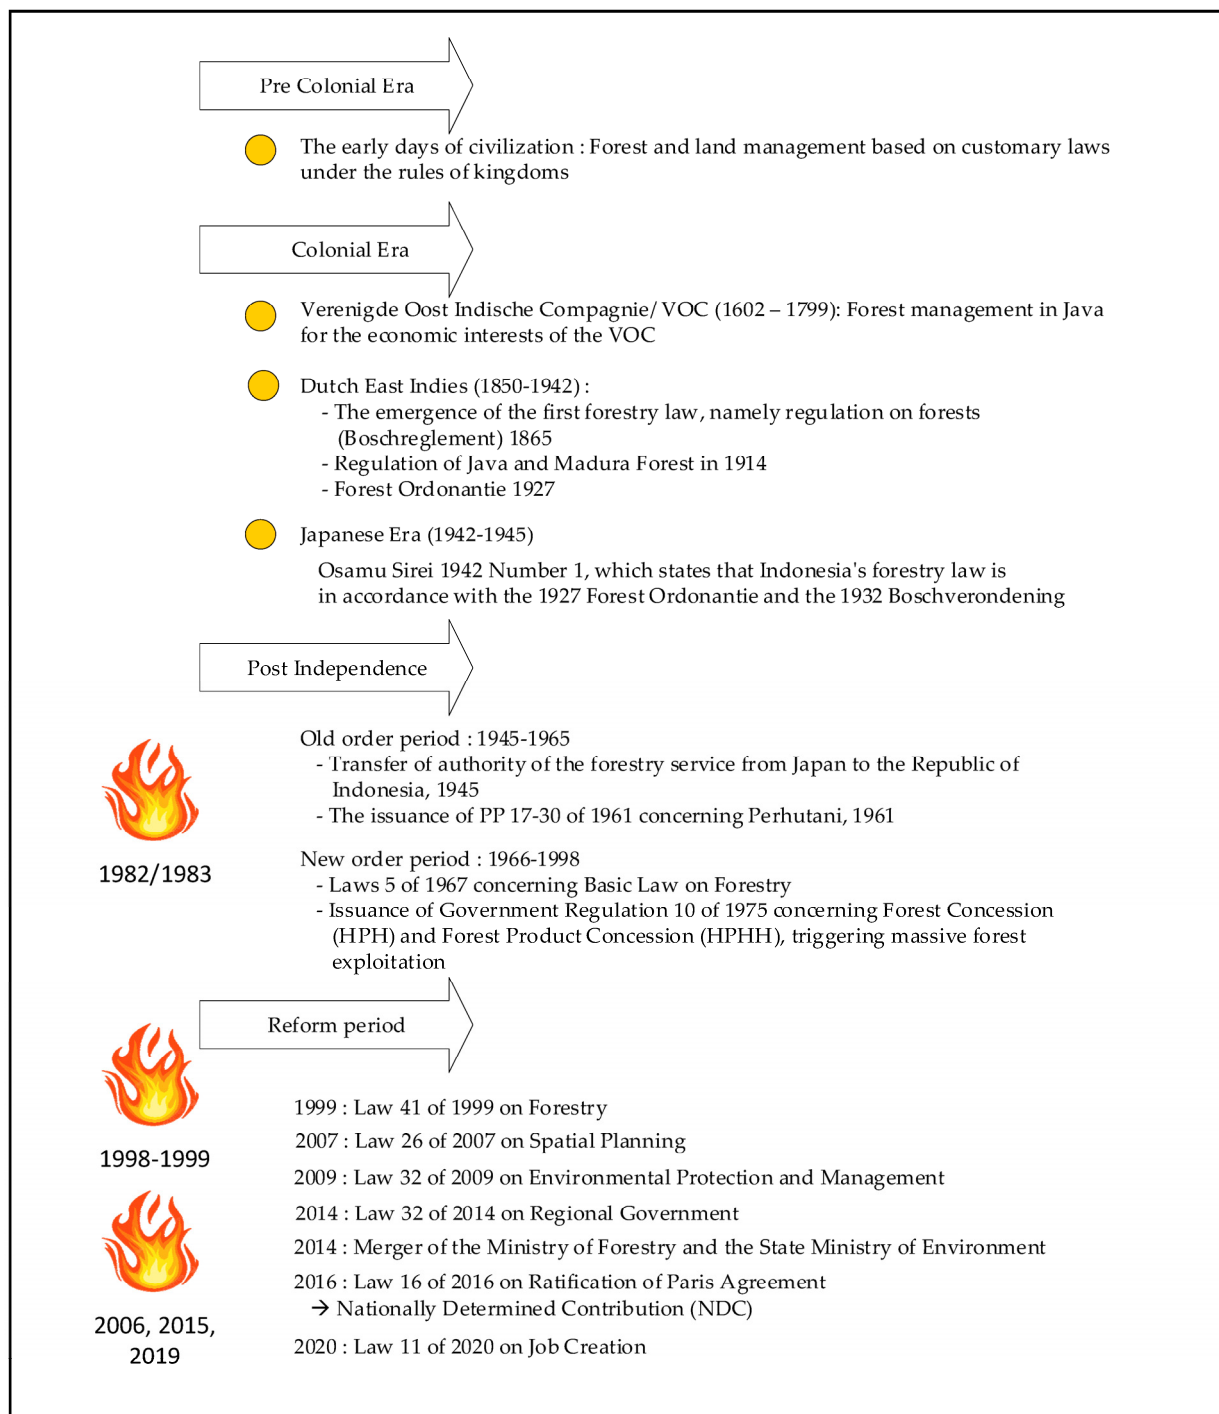 Pre Colonial Era
The early days of civilization : Forest and land management based on customary laws
under the rules of kingdoms
Colonial Era
Verenigde Oost Indische Compagnie/ VOC (1602 – 1799): Forest management in Java
for the economic interests of the VOC
Dutch East Indies (1850-1942) :
- The emergence of the first forestry law, namely regulation on forests
(Boschreglement) 1865
- Regulation of Java and Madura Forest in 1914
- Forest Ordonantie 1927
Japanese Era (1942-1945)
Osamu Sirei 1942 Number 1, which states that Indonesia's forestry law is
in accordance with the 1927 Forest Ordonantie and the 1932 Boschverondening
Post Independence
Old order period : 1945-1965
- Transfer of authority of the forestry service from Japan to the Republic of
Indonesia, 1945
- The issuance of PP 17-30 of 1961 concerning Perhutani, 1961
1982/1983
New order period : 1966-1998
- Laws 5 of 1967 concerning Basic Law on Forestry
- Issuance of Government Regulation 10 of 1975 concerning Forest Concession
(HPH) and Forest Product Concession (HPHH), triggering massive forest
exploitation
Reform period
1998-1999
1999 : Law 41 of 1999 on Forestry
2007 : Law 26 of 2007 on Spatial Planning
2009 : Law 32 of 2009 on Environmental Protection and Management
2014 : Law 32 of 2014 on Regional Government
2014 : Merger of the Ministry of Forestry and the State Ministry of Environment
2016 : Law 16 of 2016 on Ratification of Paris Agreement
→ Nationally Determined Contribution (NDC)
2020 : Law 11 of 2020 on Job Creation
2006, 2015,
2019